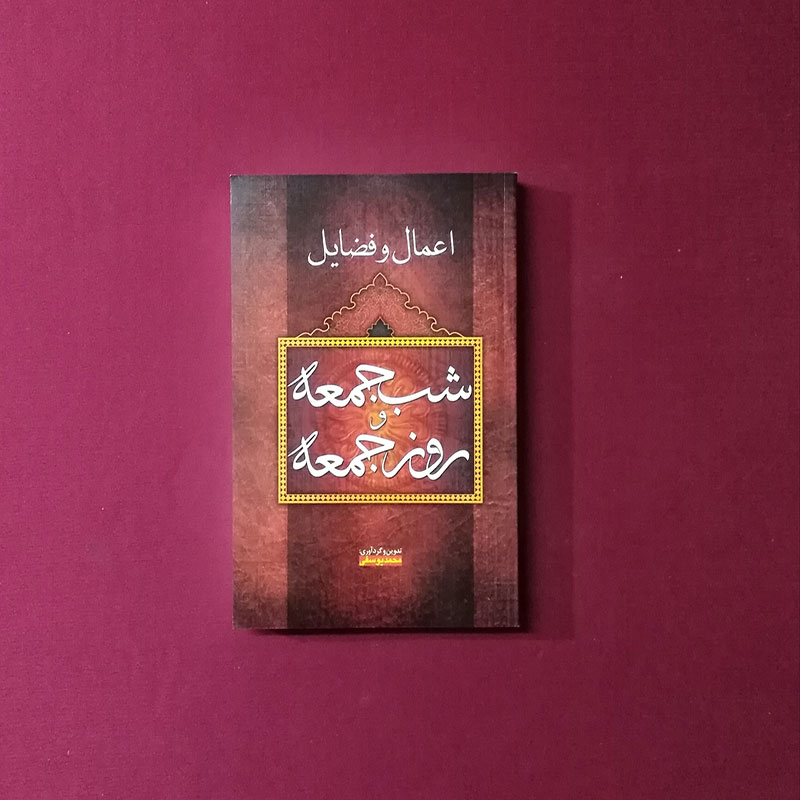 اعمال و فضایل
شب جمعه
و
روز جمعه
تدوین و گردآوری:
محمد یوسفی